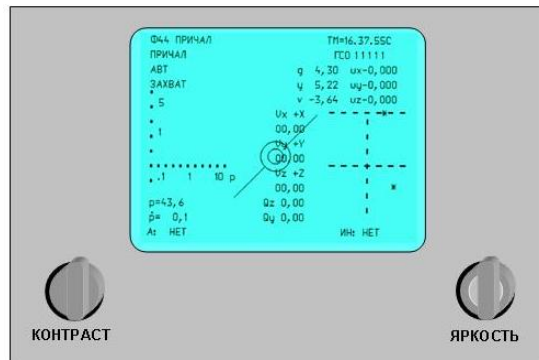 Ф44 ПРИЧАЛ ТМ=16.37.55С
ПРИЧАЛ ГСО 11111
АВТ g 4,30 ux-0,000
ЗАХВАТ y 5,22 uy-0,000
v -3,64 uz-0,000
5
Vx +X
00,00
1
Vy +Y
00,00
Vz +Z
.1 1 10 р
00,00
р=43,6 Qz 0,00
ṗ= 0,1 Qy 0,00
А: НЕТ ИН: НЕТ
КОНТРАСТ ЯРКОСТЬ